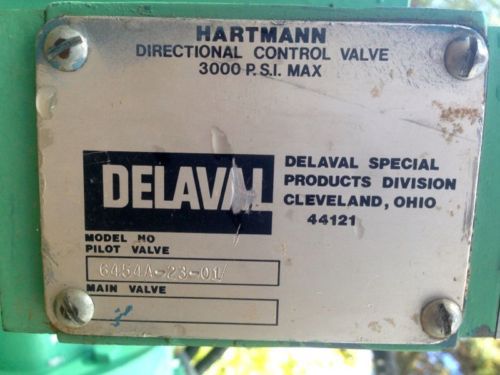 HARTMANN
DIRECTIONAL CONTROL VALVE
3000 P.S.I. MAX
DELAVAL
DELAVAL SPECIAL
PRODUCTS DIVISION
CLEVELAND, OHIO
44121
MODEL NO
PILOT VALVE
6454A-23-01/
MAIN VALVE